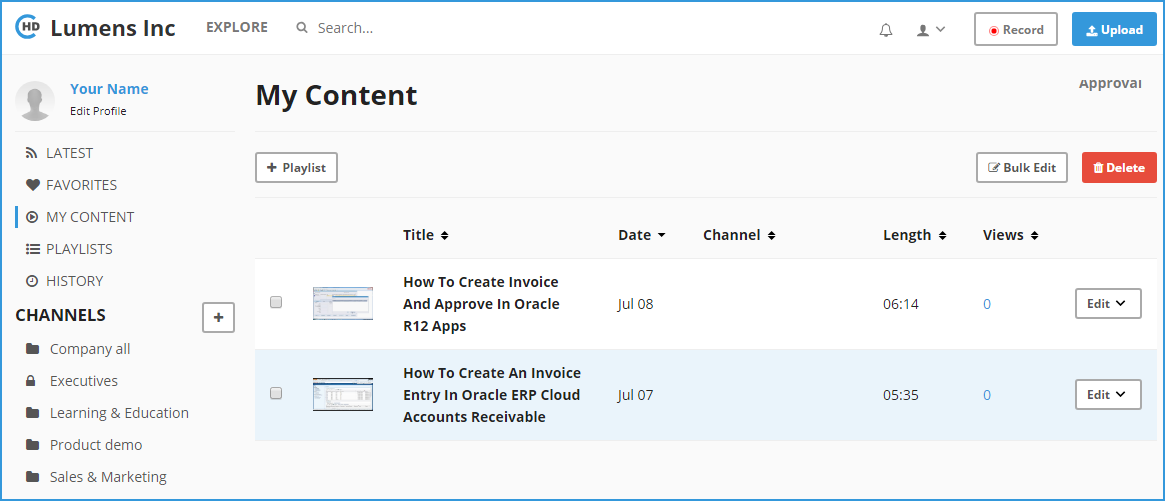 HD Lumens Inc EXPLORE Search... Record Upload
Your Name
Edit Profile
My Content
Approval
LATEST
FAVORITES
MY CONTENT
PLAYLISTS
HISTORY
CHANNELS
+
Company all
Executives
Learning & Education
Product demo
Sales & Marketing
+ Playlist
Bulk Edit Delete
Title Date Channel Length Views
How To Create Invoice
And Approve In Oracle
R12 Apps
Jul 08 06:14 0 Edit
How To Create An Invoice
Entry In Oracle ERP Cloud
Accounts Receivable
Jul 07 05:35 0 Edit